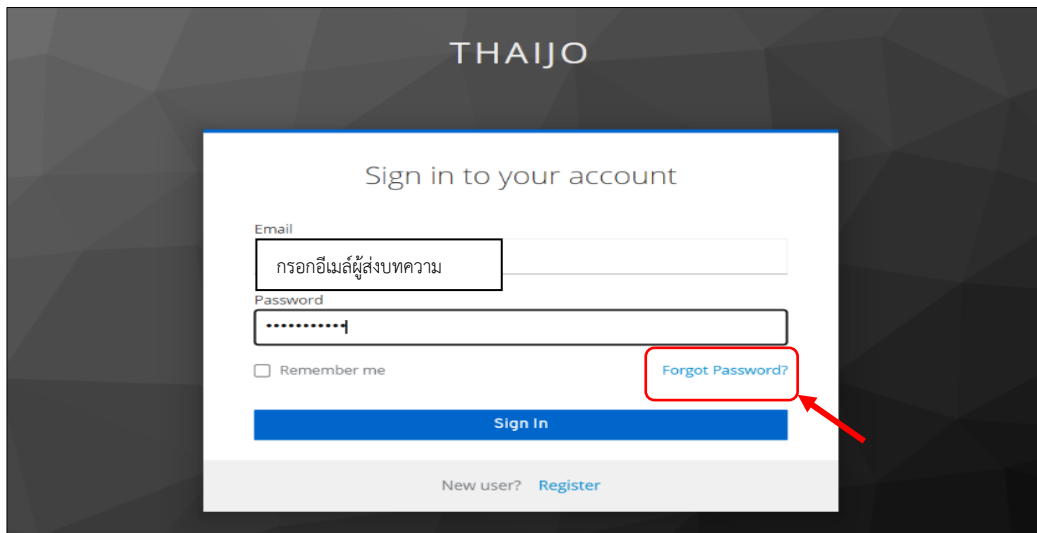 THAIJO
Sign in to your account
Email
กรอกอีเมล์ผู้ส่งบทความ
Password
•••••••••••
Remember me
Forgot Password?
Sign In
New user? Register